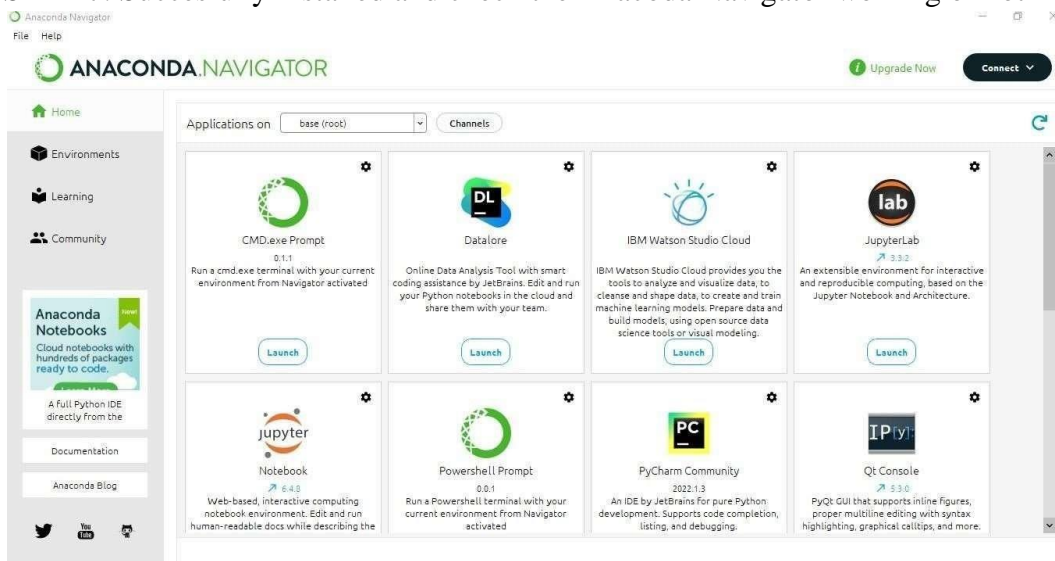 Anaconda Navigator
File Help
ANACONDA.NAVIGATOR
i Upgrade Now
Connect
Home
Environments
Learning
Community
Applications on base (root) Channels
CMD.exe Prompt
0.1.1
Run a cmd.exe terminal with your current
environment from Navigator activated
Launch
DL
Datalore
Online Data Analysis Tool with smart
coding assistance by JetBrains. Edit and run
your Python notebooks in the cloud and
share them with your team.
Launch
IBM Watson Studio Cloud
IBM Watson Studio Cloud provides you the
tools to analyze and visualize data, to
cleanse and shape data, to create and train
machine learning models. Prepare data and
build models, using open source data
science tools or visual modeling.
Launch
lab
JupyterLab
3.3.2
An extensible environment for interactive
and reproducible computing, based on the
Jupyter Notebook and Architecture.
Launch
jupyter
Notebook
6.4.8
Web-based, interactive computing
notebook environment. Edit and run
human-readable docs while describing the
Powershell Prompt
0.0.1
Run a Powershell terminal with your
current environment from Navigator
activated
PC
PyCharm Community
2022.1.3
An IDE by JetBrains for pure Python
development. Supports code completion,
listing, and debugging.
IP[y]:
Qt Console
5.3.0
PyQt GUI that supports inline figures,
proper multiline editing with syntax
highlighting, graphical calltips, and more.
Anaconda
Notebooks
New!
Cloud notebooks with
hundreds of packages
ready to code.
Learn More
A full Python IDE
directly from the
Documentation
Anaconda Blog
You
Tube